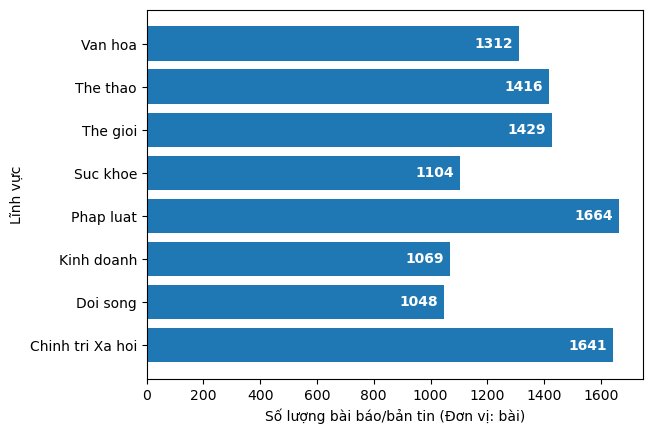 Lĩnh vực
Van hoa 1312
The thao 1416
The gioi 1429
Suc khoe 1104
Phap luat 1664
Kinh doanh 1069
Doi song 1048
Chinh tri Xa hoi 1641
0 200 400 600 800 1000 1200 1400 1600
Số lượng bài báo/bản tin (Đơn vị: bài)